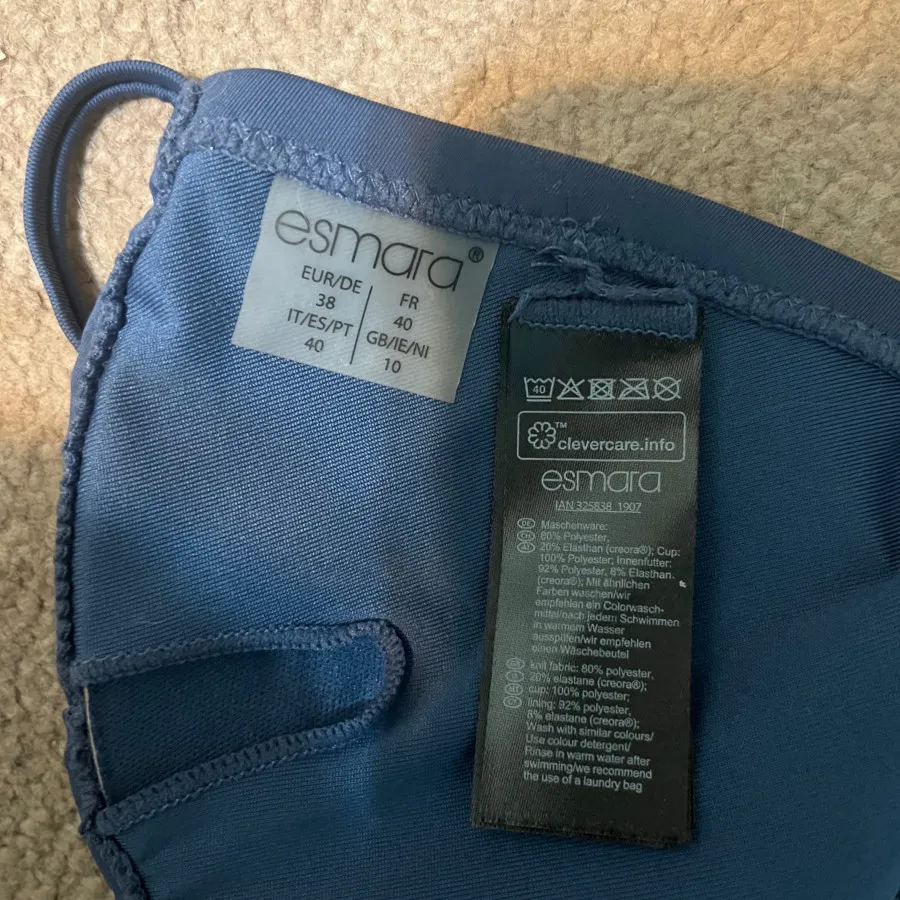 esmara®
EUR/DE
38
IT/ES/PT
40
FR
40
GB/IE/NI
10
40
™
clevercare.info
esmara
IAN 325838_1907
DE Maschenware:
CH 80% Polyester,
AT 20% Elasthan (creora®); Cup:
100% Polyester; Innenfutter:
92% Polyester, 8% Elasthan.
(creora®); Mit ähnlichen
Farben waschen/wir
empfehlen ein Colorwasch-
mittel/nach jedem Schwimmen
in warmem Wasser
ausspülen/wir empfehlen
einen Wäschebeutel
knit fabric: 80% polyester,
20% elastane (creora®);
cup: 100% polyester;
lining: 92% polyester,
8% elastane (creora®);
Wash with similar colours/
Use colour detergent/
Rinse in warm water after
swimming/we recommend
the use of a laundry bag